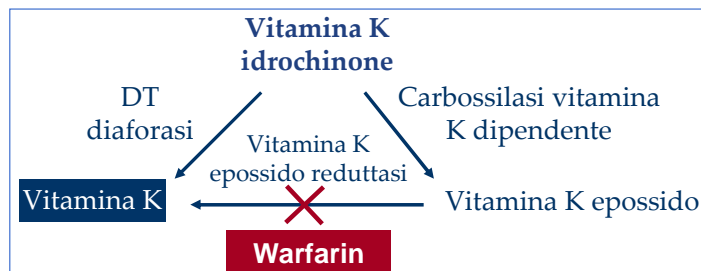 Vitamina K
idrochinone
DT
diaforasi
Carbossilasi vitamina
K dipendente
Vitamina K
epossido reduttasi
Vitamina K
Vitamina K epossido
Warfarin